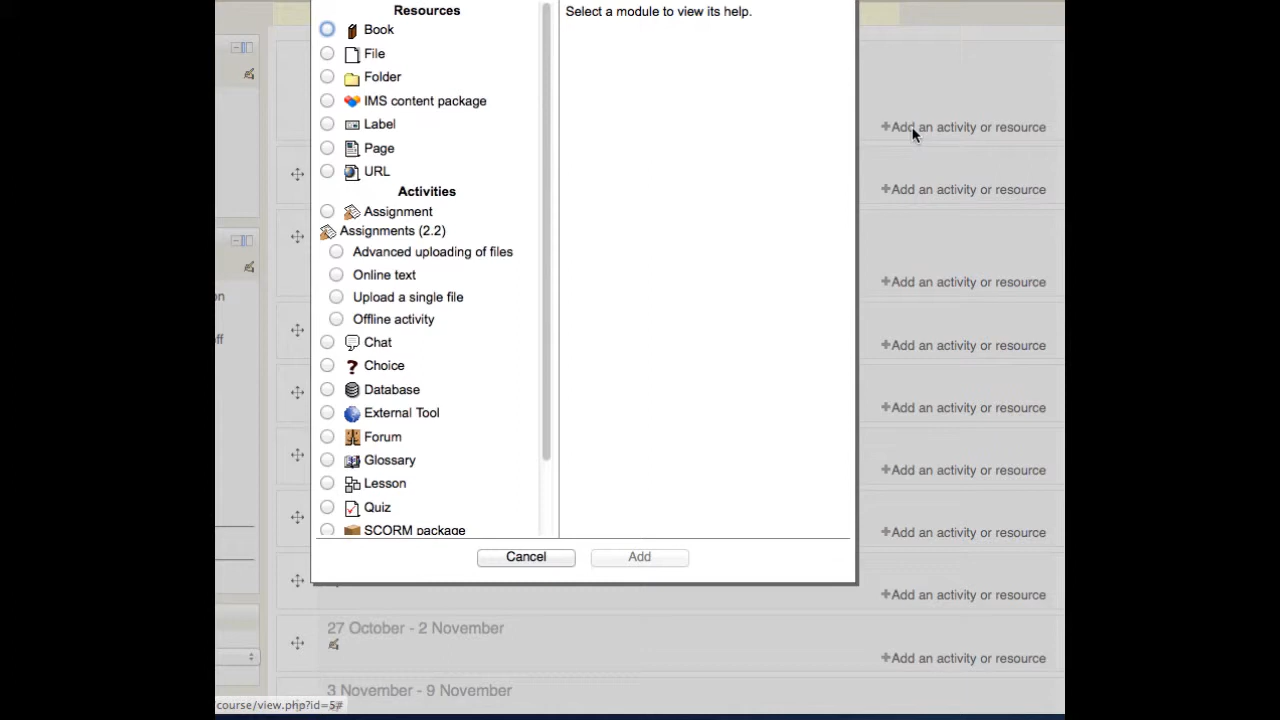 Resources
Select a module to view its help.
Book
File
Folder
IMS content package
Label
Page
URL
Activities
Assignment
Assignments (2.2)
Advanced uploading of files
Online text
Upload a single file
Offline activity
Chat
Choice
Database
External Tool
Forum
Glossary
Lesson
Quiz
SCORM package
Cancel
Add
+Add an activity or resource
+Add an activity or resource
+Add an activity or resource
+Add an activity or resource
+Add an activity or resource
+Add an activity or resource
+Add an activity or resource
+Add an activity or resource
27 October - 2 November
+Add an activity or resource
3 November - 9 November
course/view.php?id=5#